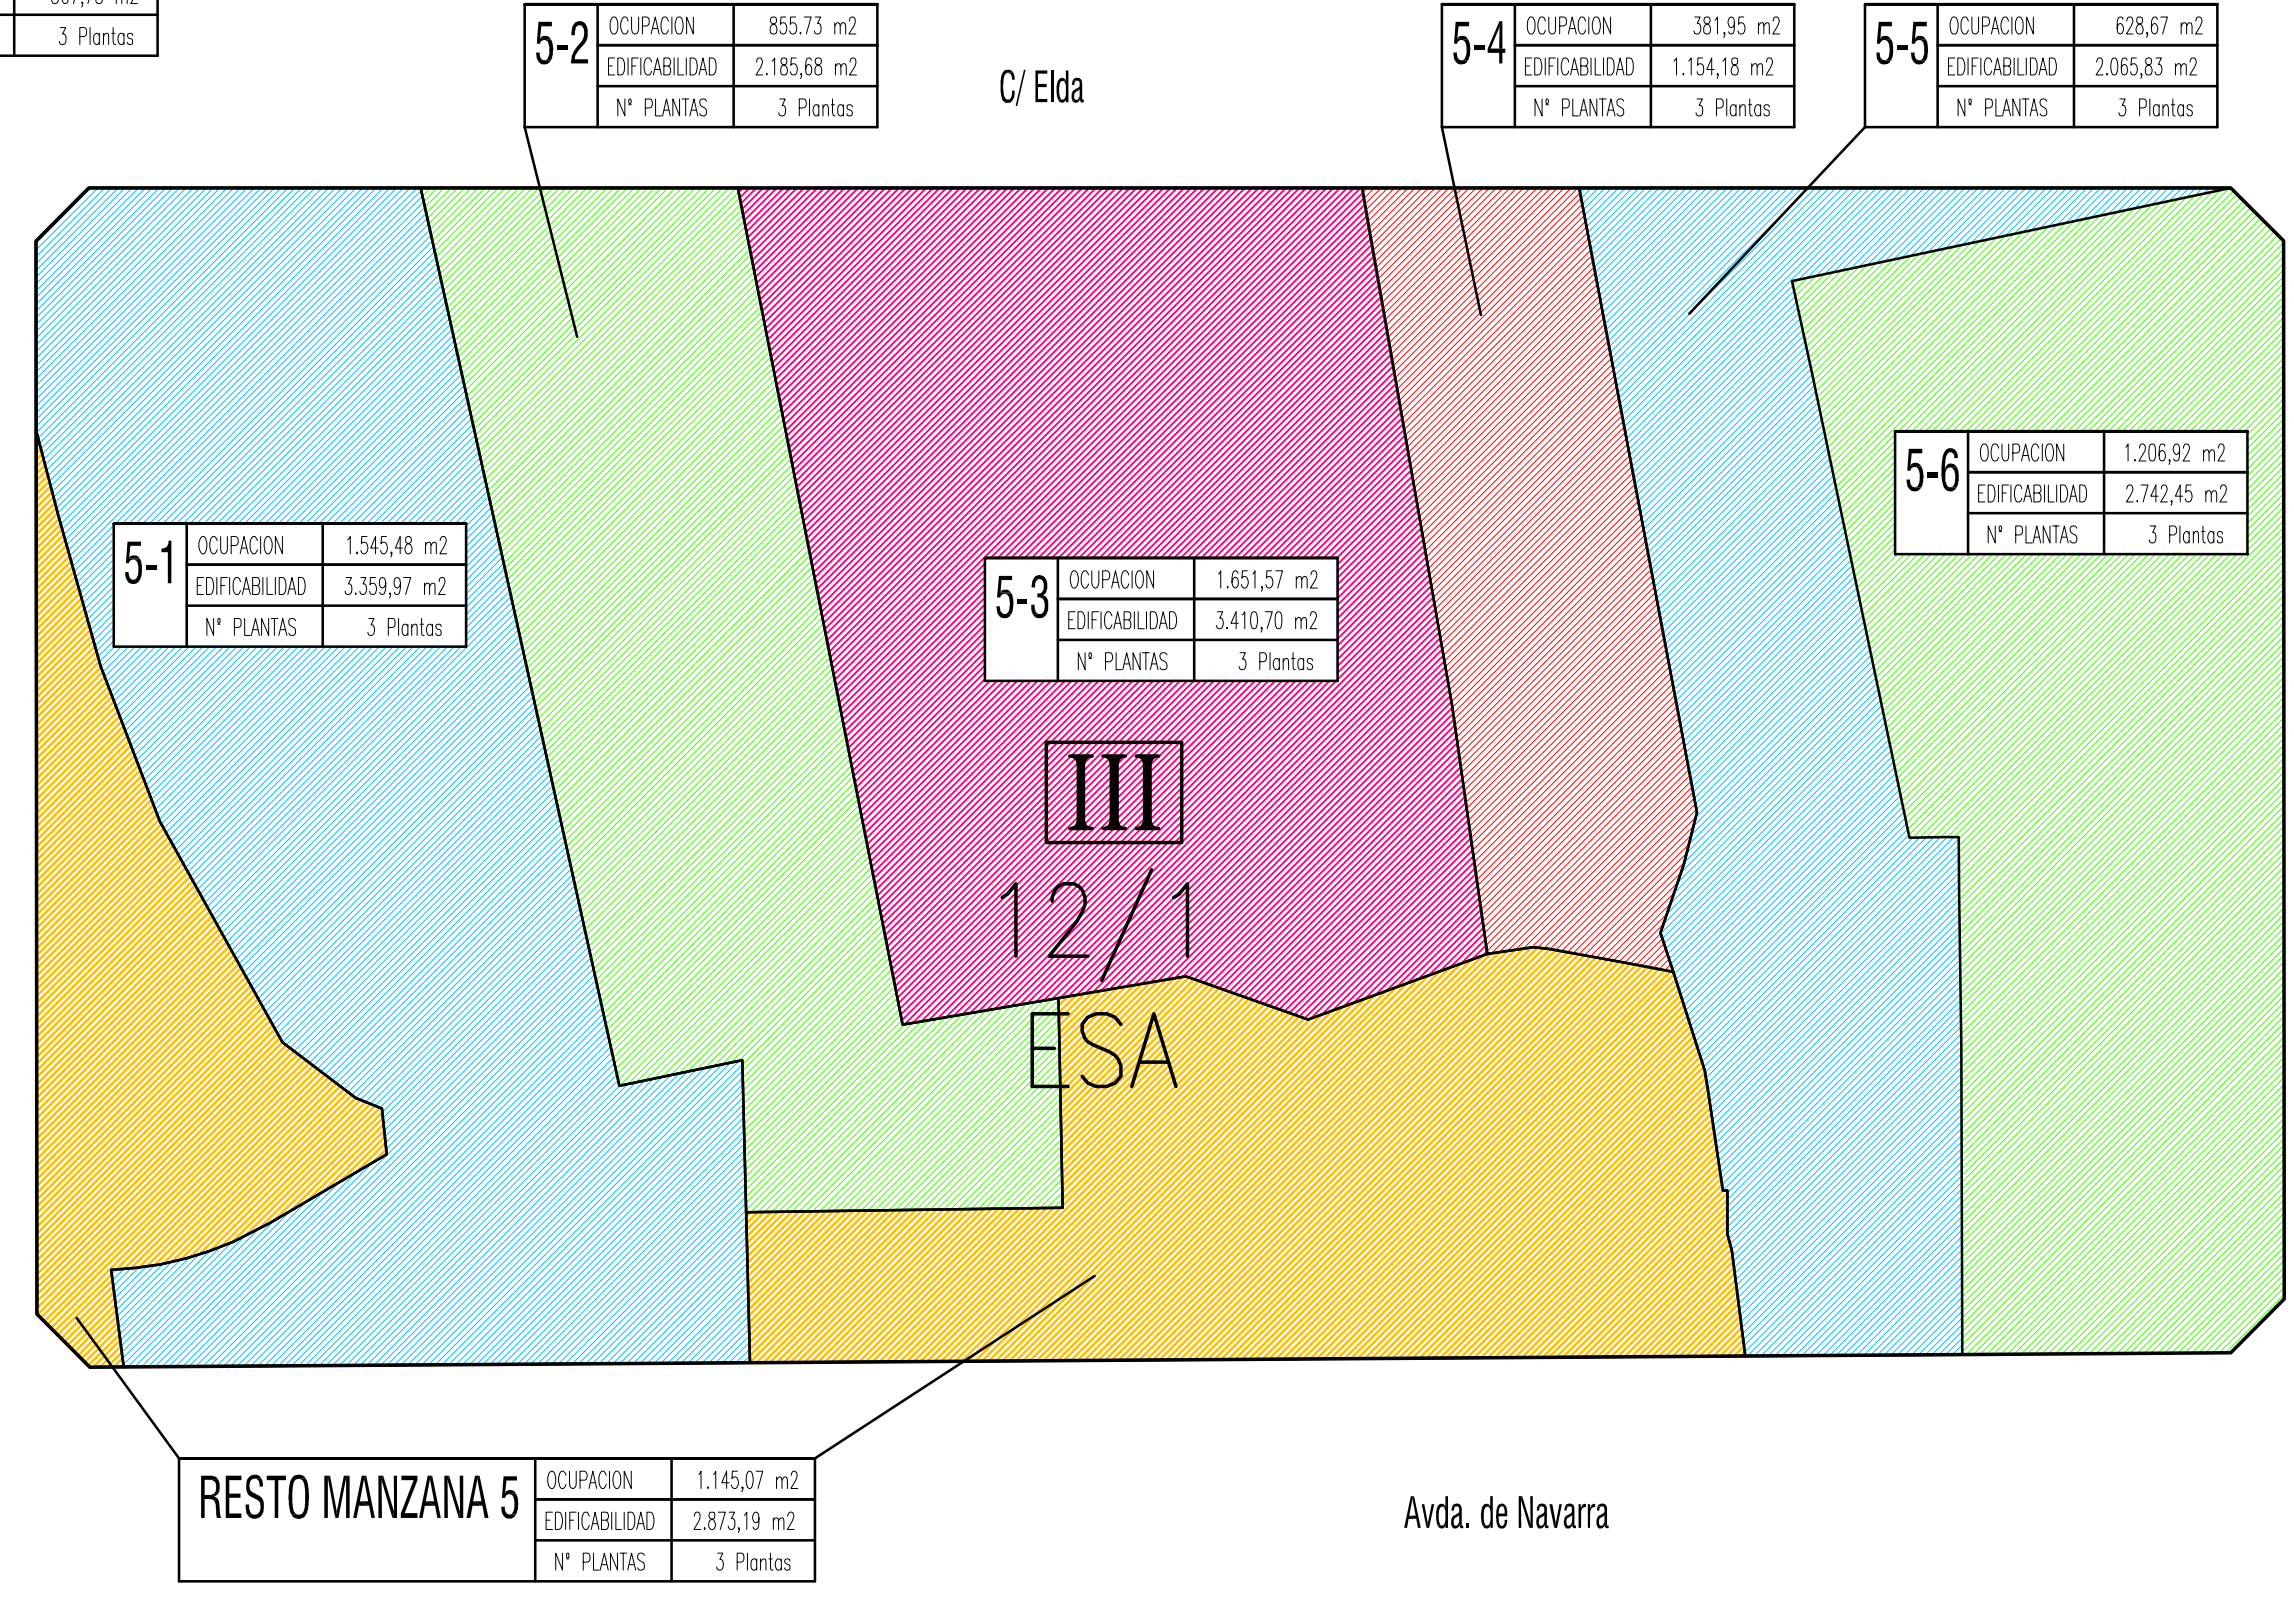 3 Plantas
5-2
OCUPACION 855.73 m2
EDIFICABILIDAD 2.185,68 m2
Nº PLANTAS 3 Plantas
C/ Elda
5-4
OCUPACION 381,95 m2
EDIFICABILIDAD 1.154,18 m2
Nº PLANTAS 3 Plantas
5-5
OCUPACION 628,67 m2
EDIFICABILIDAD 2.065,83 m2
Nº PLANTAS 3 Plantas
5-6
OCUPACION 1.206,92 m2
EDIFICABILIDAD 2.742,45 m2
Nº PLANTAS 3 Plantas
5-1
OCUPACION 1.545,48 m2
EDIFICABILIDAD 3.359,97 m2
Nº PLANTAS 3 Plantas
5-3
OCUPACION 1.651,57 m2
EDIFICABILIDAD 3.410,70 m2
Nº PLANTAS 3 Plantas
III
12/1
ESA
RESTO MANZANA 5
OCUPACION 1.145,07 m2
EDIFICABILIDAD 2.873,19 m2
Nº PLANTAS 3 Plantas
Avda. de Navarra